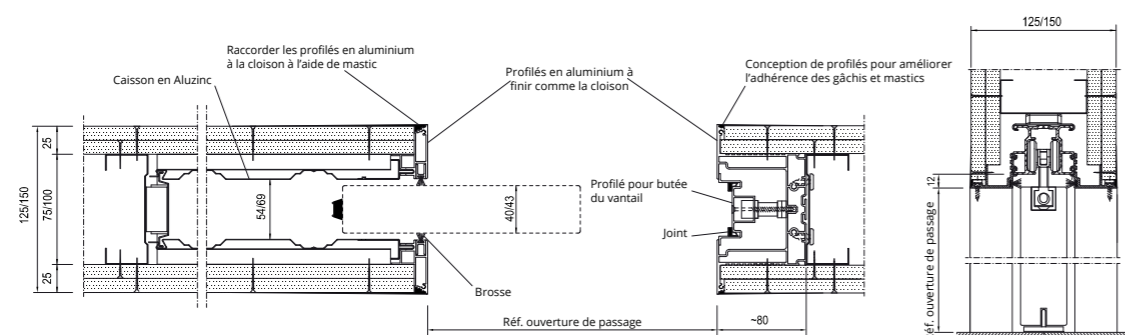 Raccorder les profilés en aluminium
à la cloison à l'aide de mastic
Caisson en Aluzinc
Profilés en aluminium à
finir comme la cloison
Conception de profilés pour améliorer
l'adhérence des gâchis et mastics
125/150
125/150
25
75/100
25
54/69
40/43
Profilé pour butée
du vantail
Joint
Brosse
Réf. ouverture de passage
~80
12
Réf. ouverture de passage